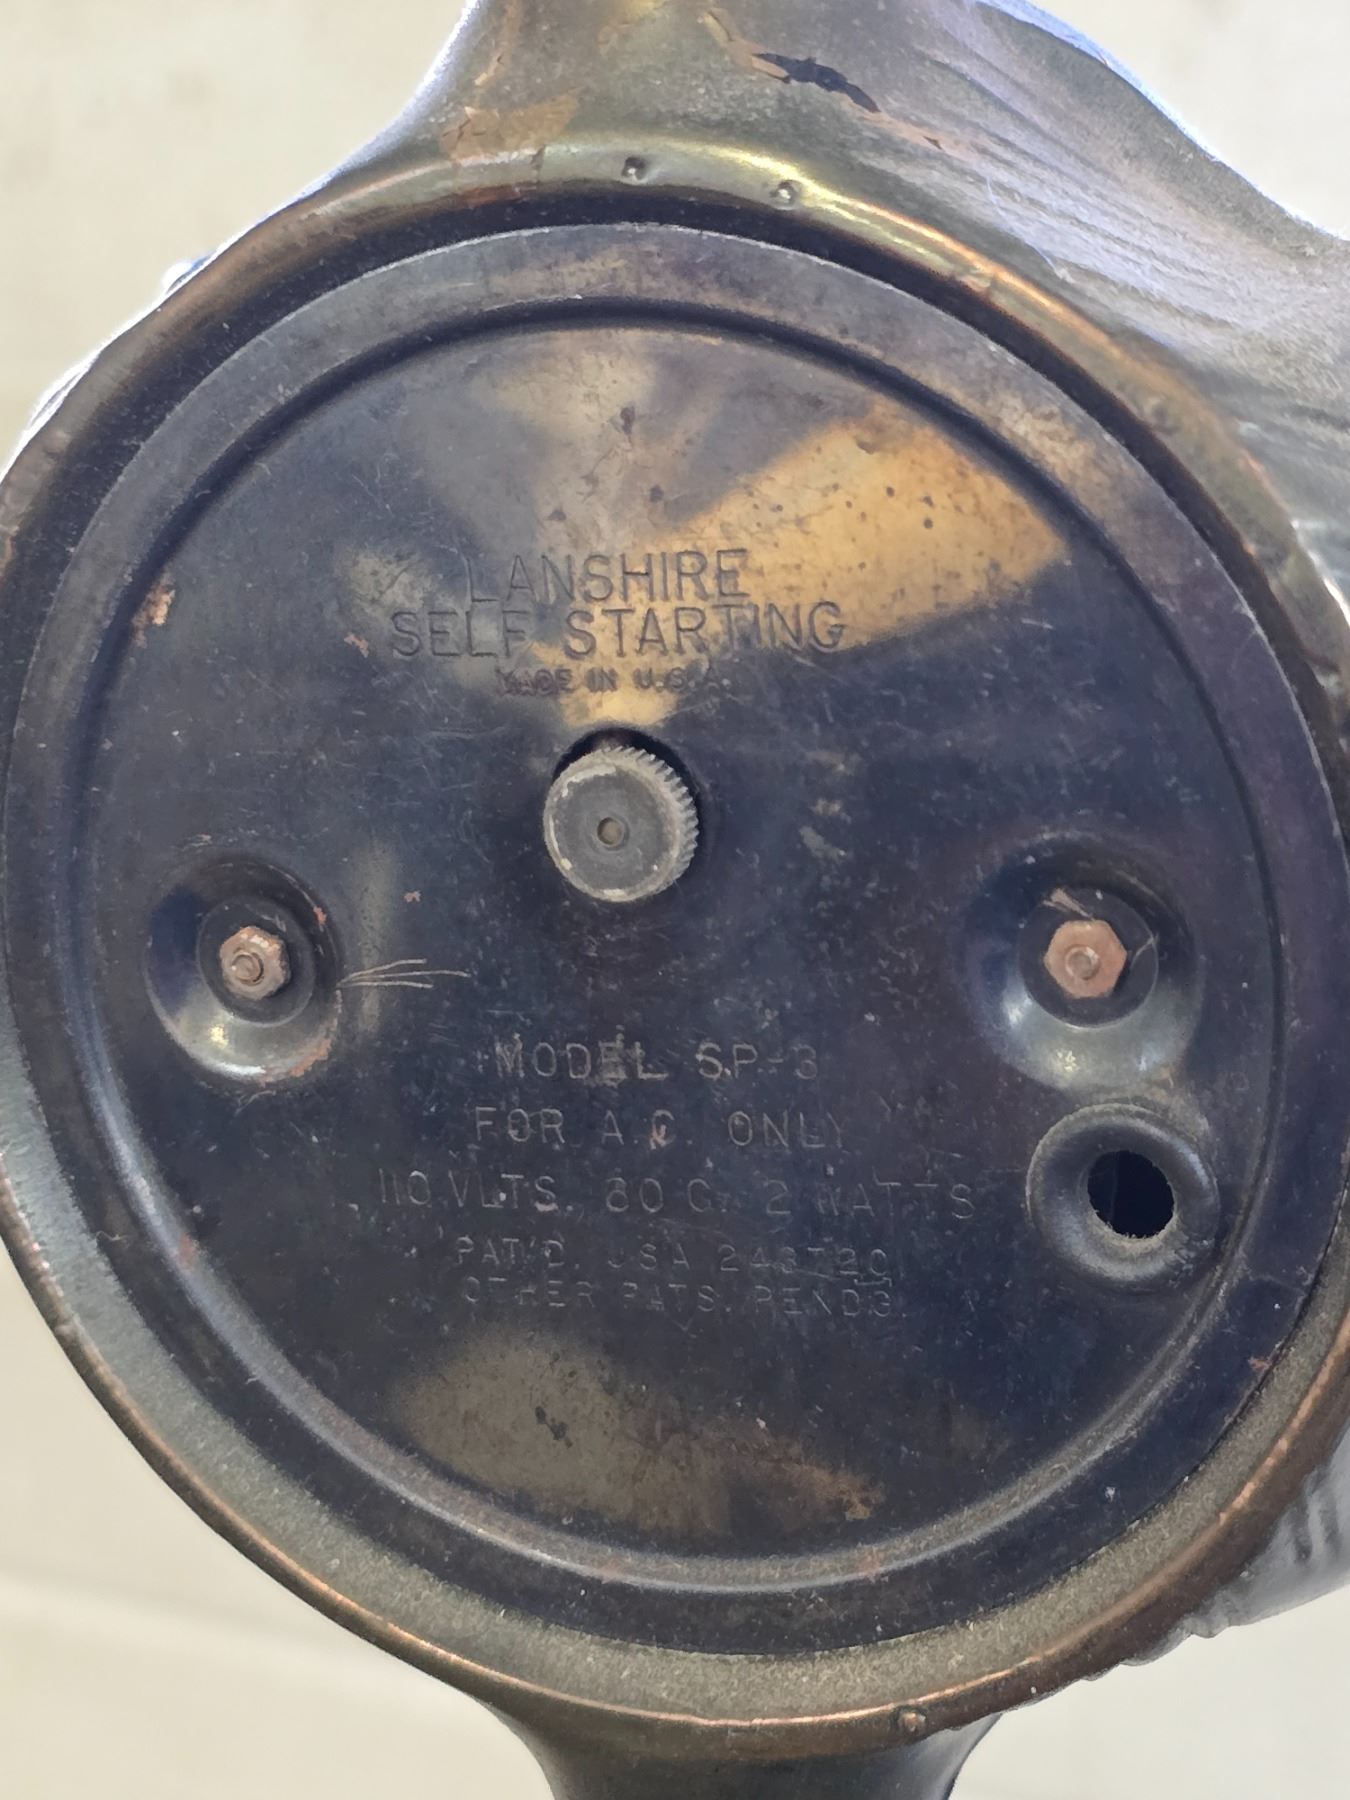 LANSHIRE
SELF STARTING
MADE IN U.S.A.
MODEL SP-3
FOR A.C. ONLY
110 VLTS. 60 C. 2 WATTS
PAT'D. USA
OTHER PATS. PENDG